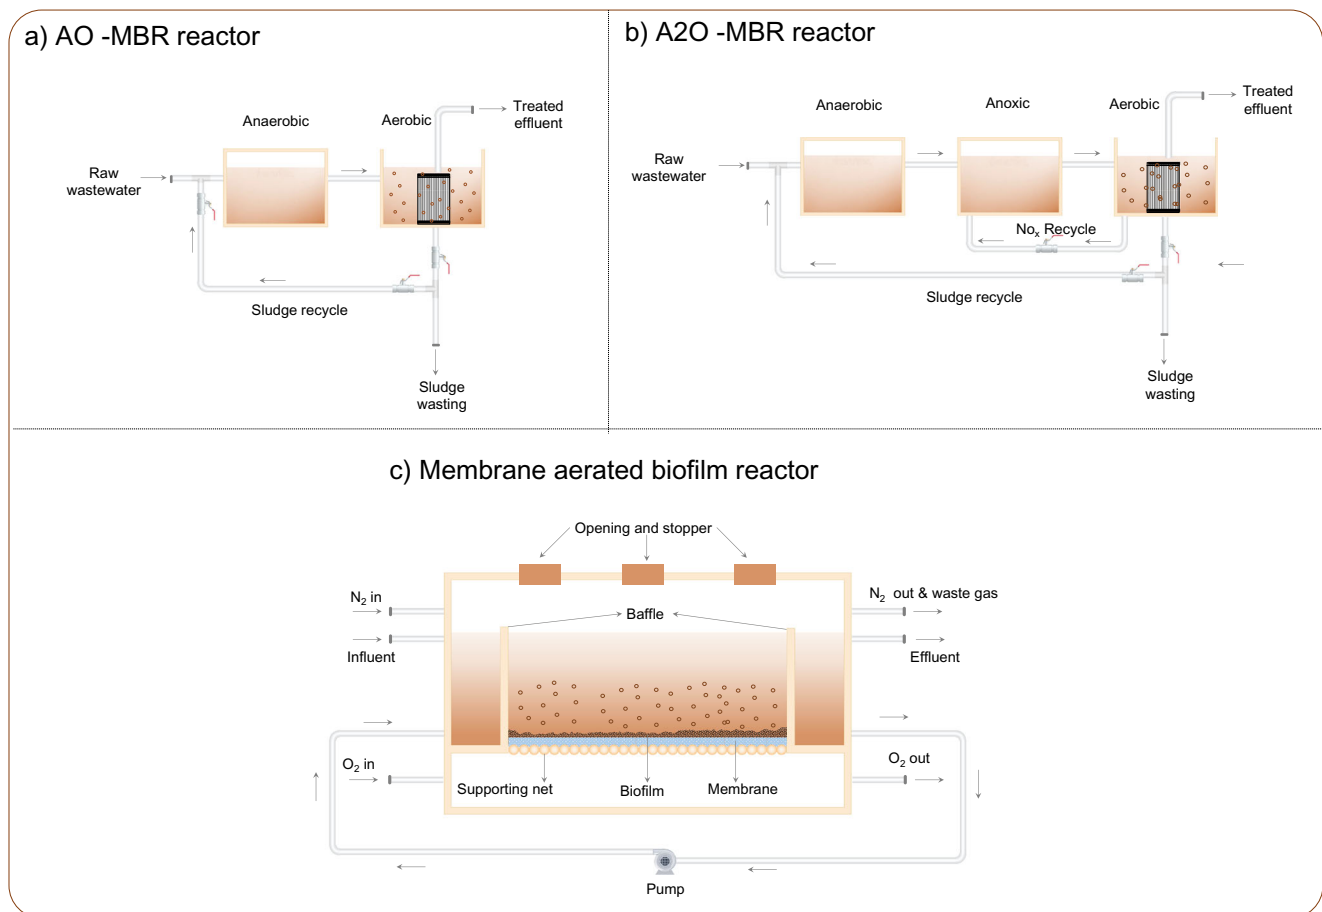 a) AO -MBR reactor
Anaerobic
Aerobic
Treated
effluent
Raw
wastewater
Sludge recycle
Sludge
wasting
b) A2O -MBR reactor
Anaerobic
Anoxic
Aerobic
Treated
effluent
Raw
wastewater
Noₓ Recycle
Sludge recycle
Sludge
wasting
c) Membrane aerated biofilm reactor
Opening and stopper
N₂ in
N₂ out & waste gas
Baffle
Influent
Effluent
O₂ in
O₂ out
Supporting net
Biofilm
Membrane
Pump